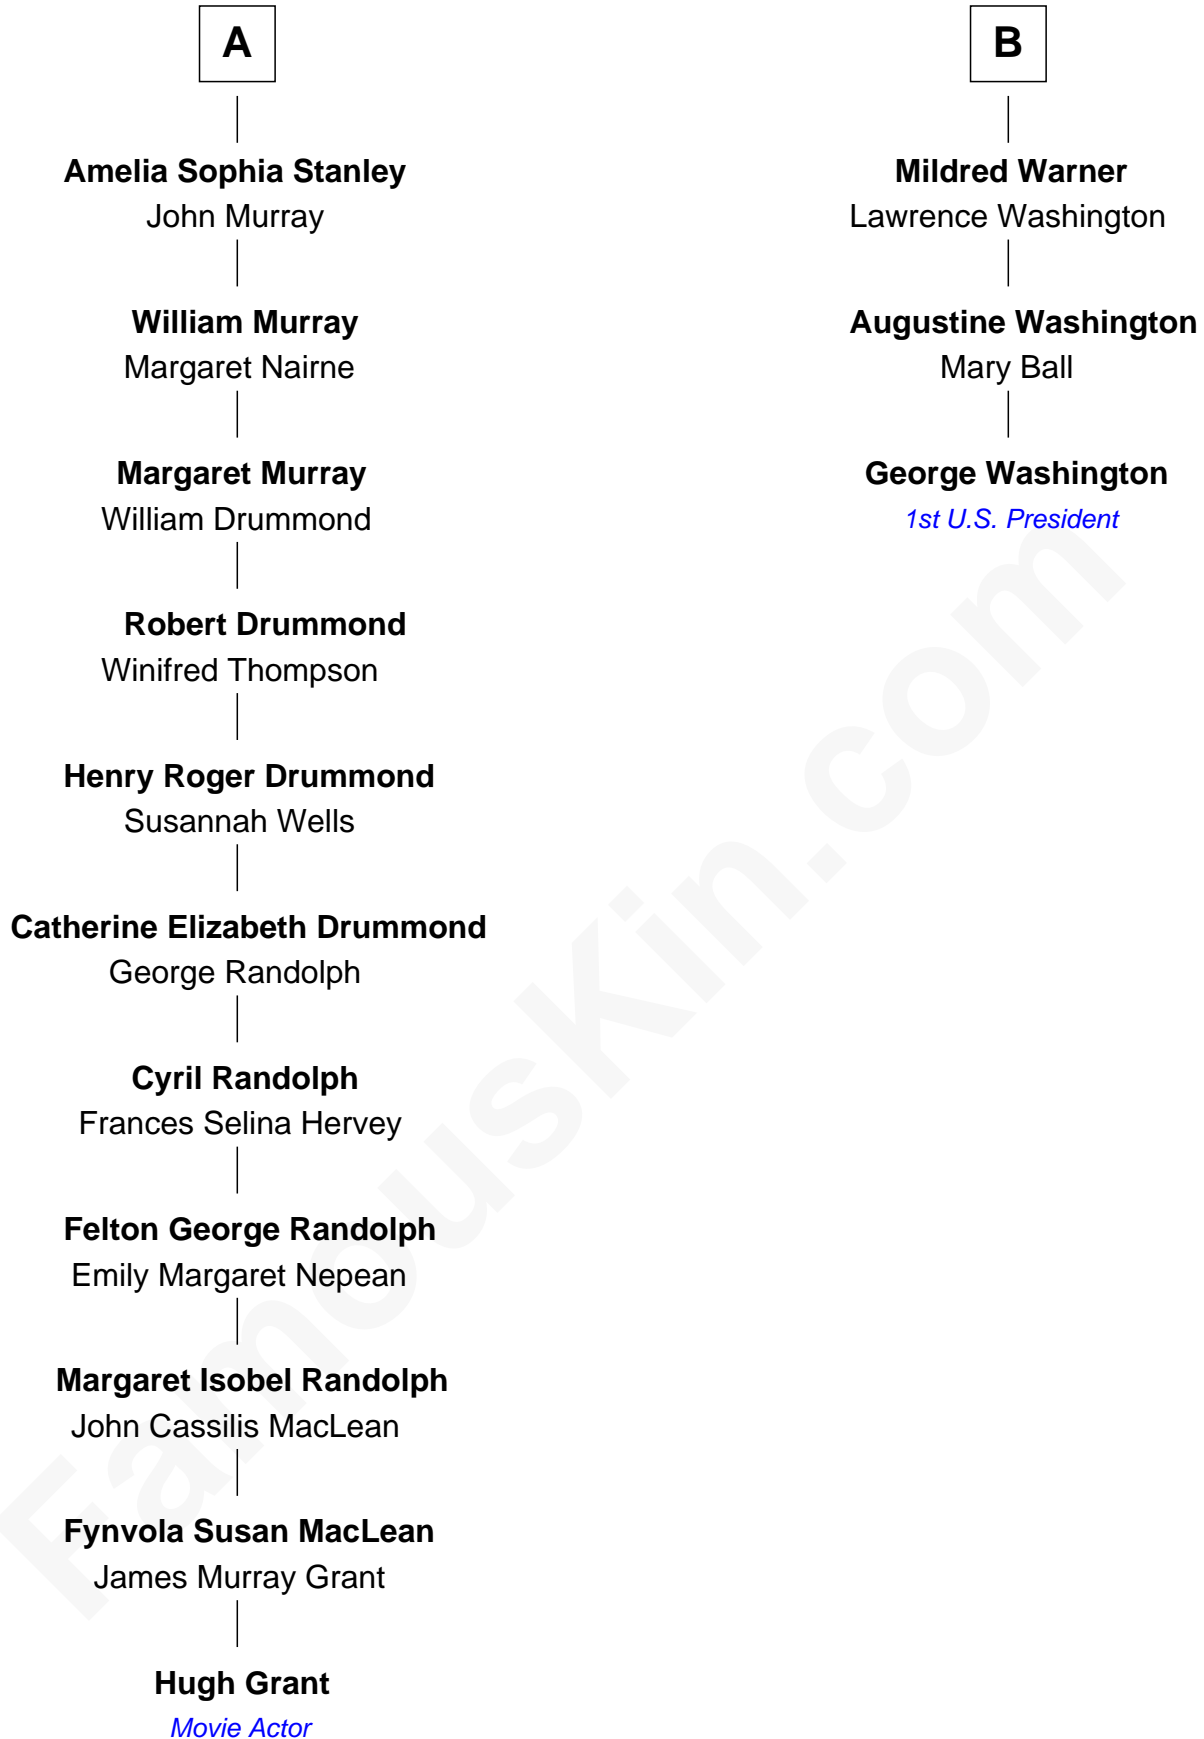 A
Amelia Sophia Stanley
John Murray
William Murray
Margaret Nairne
Margaret Murray
William Drummond
Robert Drummond
Winifred Thompson
Henry Roger Drummond
Susannah Wells
Catherine Elizabeth Drummond
George Randolph
Cyril Randolph
Frances Selina Hervey
Felton George Randolph
Emily Margaret Nepean
Margaret Isobel Randolph
John Cassilis MacLean
Fynvola Susan MacLean
James Murray Grant
Hugh Grant
Movie Actor
B
Mildred Warner
Lawrence Washington
Augustine Washington
Mary Ball
George Washington
1st U.S. President
FamousKin.com